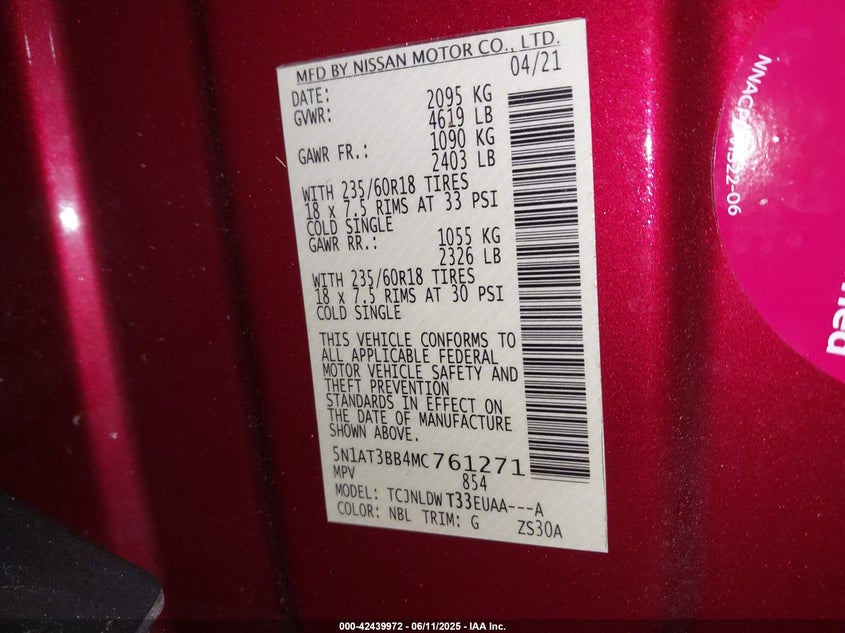 MFD BY NISSAN MOTOR CO., LTD.
DATE: 04/21
GVWR: 2095 KG
4619 LB
GAWR FR.: 1090 KG
2403 LB
WITH 235/60R18 TIRES
18 x 7.5 RIMS AT 33 PSI
COLD SINGLE
GAWR RR.: 1055 KG
2326 LB
WITH 235/60R18 TIRES
18 x 7.5 RIMS AT 30 PSI
COLD SINGLE
THIS VEHICLE CONFORMS TO
ALL APPLICABLE FEDERAL
MOTOR VEHICLE SAFETY AND
THEFT PREVENTION
STANDARDS IN EFFECT ON
THE DATE OF MANUFACTURE
SHOWN ABOVE.
5N1AT3BB4MC761271
MPV 854
MODEL: TCJNLDW T33EUAA---A
COLOR: NBL TRIM: G ZS30A
000-42439972 - 06/11/2025 - IAA Inc.